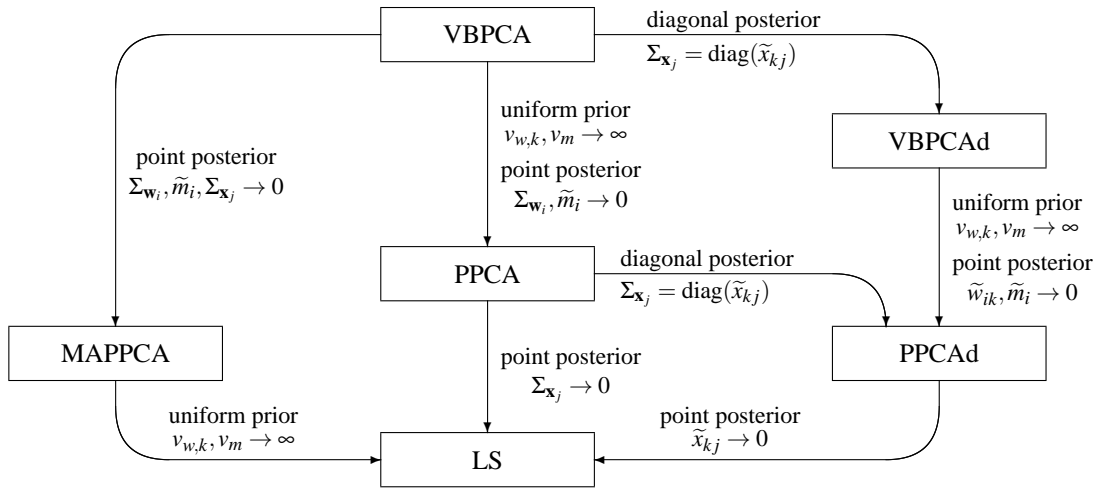 VBPCA
diagonal posterior
Σ𝐱ⱼ = diag(x̃ₖⱼ)
VBPCAd
uniform prior
v_{w,k}, v_m → ∞
point posterior
Σ_{𝐰_i}, m̃_i → 0
point posterior
Σ_{𝐰_i}, m̃_i, Σ_{𝐱_j} → 0
uniform prior
v_{w,k}, v_m → ∞
point posterior
w̃_{ik}, m̃_i → 0
PPCA
diagonal posterior
Σ_{𝐱_j} = diag(x̃_{kj})
MAPPCA
PPCAd
point posterior
Σ_{𝐱_j} → 0
uniform prior
v_{w,k}, v_m → ∞
point posterior
x̃_{kj} → 0
LS